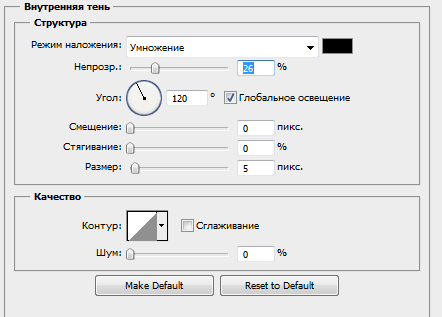 Внутренняя тень
Структура
Режим наложения: Умножение
Непрозр.: 26 %
Угол: 120 ° Глобальное освещение
Смещение: 0 пикс.
Стягивание: 0 %
Размер: 5 пикс.
Качество
Контур: Сглаживание
Шум: 0 %
Make Default Reset to Default